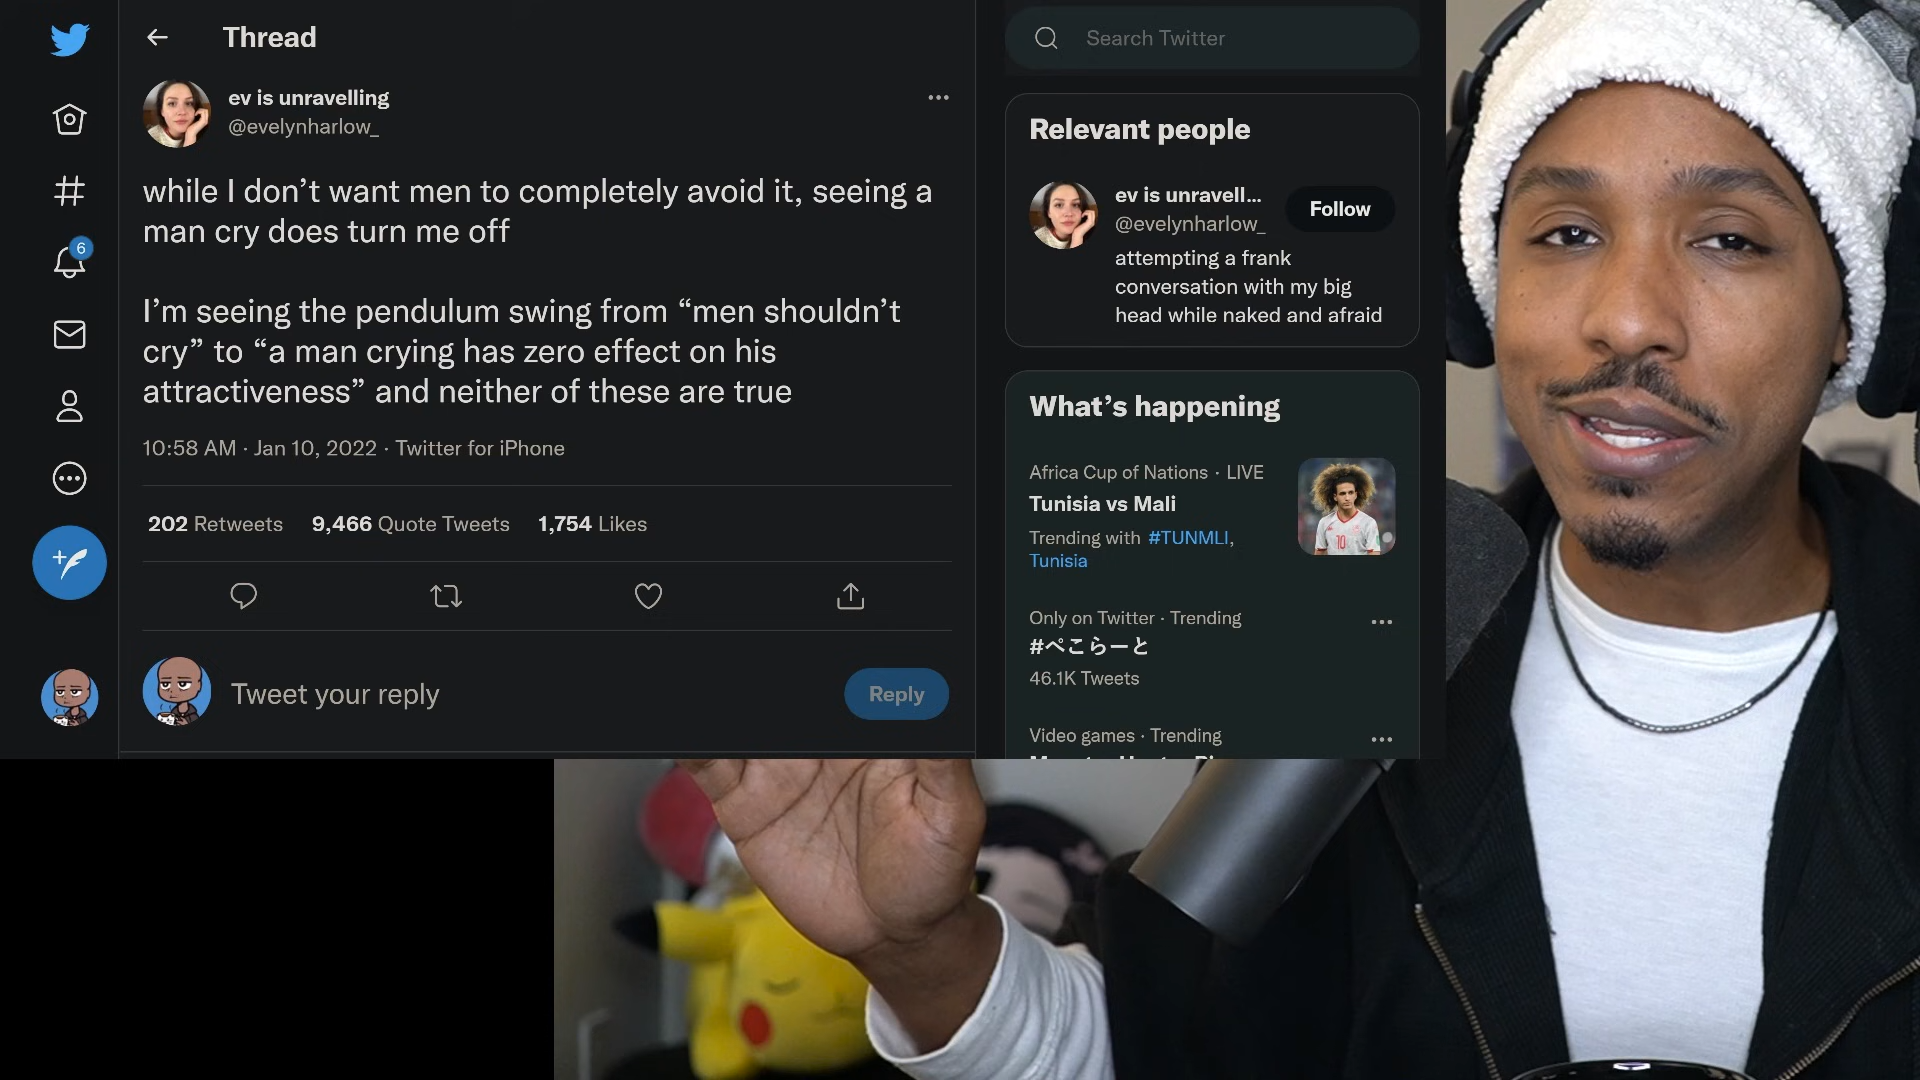 Thread
ev is unravelling
@evelynharlow_
while I don’t want men to completely avoid it, seeing a
man cry does turn me off
I’m seeing the pendulum swing from “men shouldn’t
cry” to “a man crying has zero effect on his
attractiveness” and neither of these are true
10:58 AM · Jan 10, 2022 · Twitter for iPhone
202 Retweets 9,466 Quote Tweets 1,754 Likes
Tweet your reply
Reply
6
Search Twitter
Relevant people
ev is unravell...
@evelynharlow_
Follow
attempting a frank
conversation with my big
head while naked and afraid
What’s happening
Africa Cup of Nations · LIVE
Tunisia vs Mali
Trending with #TUNMLI,
Tunisia
10
Only on Twitter · Trending
#ぺこらーと
46.1K Tweets
Video games · Trending